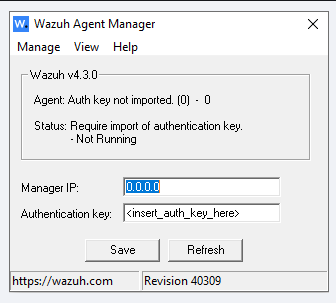 W. Wazuh Agent Manager
Manage View Help
Wazuh v4.3.0
Agent: Auth key not imported. (0) - 0
Status: Require import of authentication key.
- Not Running
Manager IP: 0.0.0.0
Authentication key: <insert_auth_key_here>
Save Refresh
https://wazuh.com Revision 40309